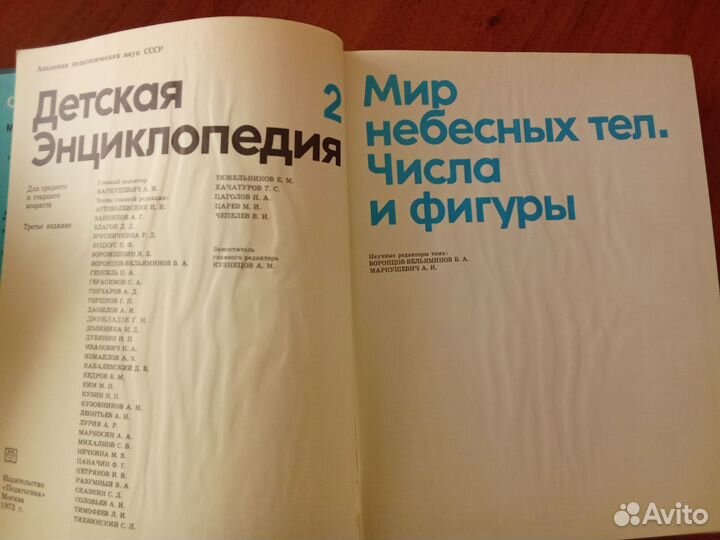 Академия педагогических наук СССР
Детская 2
Энциклопедия
Для среднего
и старшего
возраста
Третье издание
Главный редактор
МАРКУШЕВИЧ А. И.
Члены главной редакции:
АРТОБОЛЕВСКИЙ И. И.
БАННИКОВ А. Г.
БЛАГОЙ Д. Д.
БРУСНИЧКИНА Р. Д.
БУЦКУС П. Ф.
ВОРОЖЕЙКИН И. Е.
ВОРОНЦОВ-ВЕЛЬЯМИНОВ Б. А.
ГЕНКЕЛЬ П. А.
ГЕРАСИМОВ С. А.
ГОНЧАРОВ А. Д.
ГОРШКОВ Г. П.
ДАНИЛОВ А. И.
ДЖИБЛАДЗЕ Г. Н.
ДОЛИНИНА Н. Д.
ДУБИНИН Н. П.
ИВАНОВИЧ К. А.
ИЗМАЙЛОВ А. Э.
КАБАЛЕВСКИЙ Д. Б.
КЕДРОВ Б. М.
КИМ М. П.
КУЗИН Н. П.
КУЗОВНИКОВ А. М.
ЛЕОНТЬЕВ А. Н.
ЛУРИЯ А. Р.
МАРКОСЯН А. А.
МИХАЛКОВ С. В.
НЕЧКИНА М. В.
ПАНАЧИН Ф. Г.
ПЕТРЯНОВ И. В.
РАЗУМНЫЙ В. А.
СКАЗКИН С. Д.
СОЛОВЬЕВ А. И.
ТИМОФЕЕВ Л. И.
ТИХВИНСКИЙ С. Л.
ТЯЖЕЛЬНИКОВ Е. М.
ХАЧАТУРОВ Т. С.
ЦАГОЛОВ Н. А.
ЦАРЕВ М. И.
ЧЕПЕЛЕВ В. И.
Заместитель
главного редактора
КУЗНЕЦОВ А. М.
Издательство
«Педагогика»
Москва
1972 г.
Мир
небесных тел.
Числа
и фигуры
Научные редакторы тома:
ВОРОНЦОВ-ВЕЛЬЯМИНОВ Б. А.
МАРКУШЕВИЧ А. И.
Avito